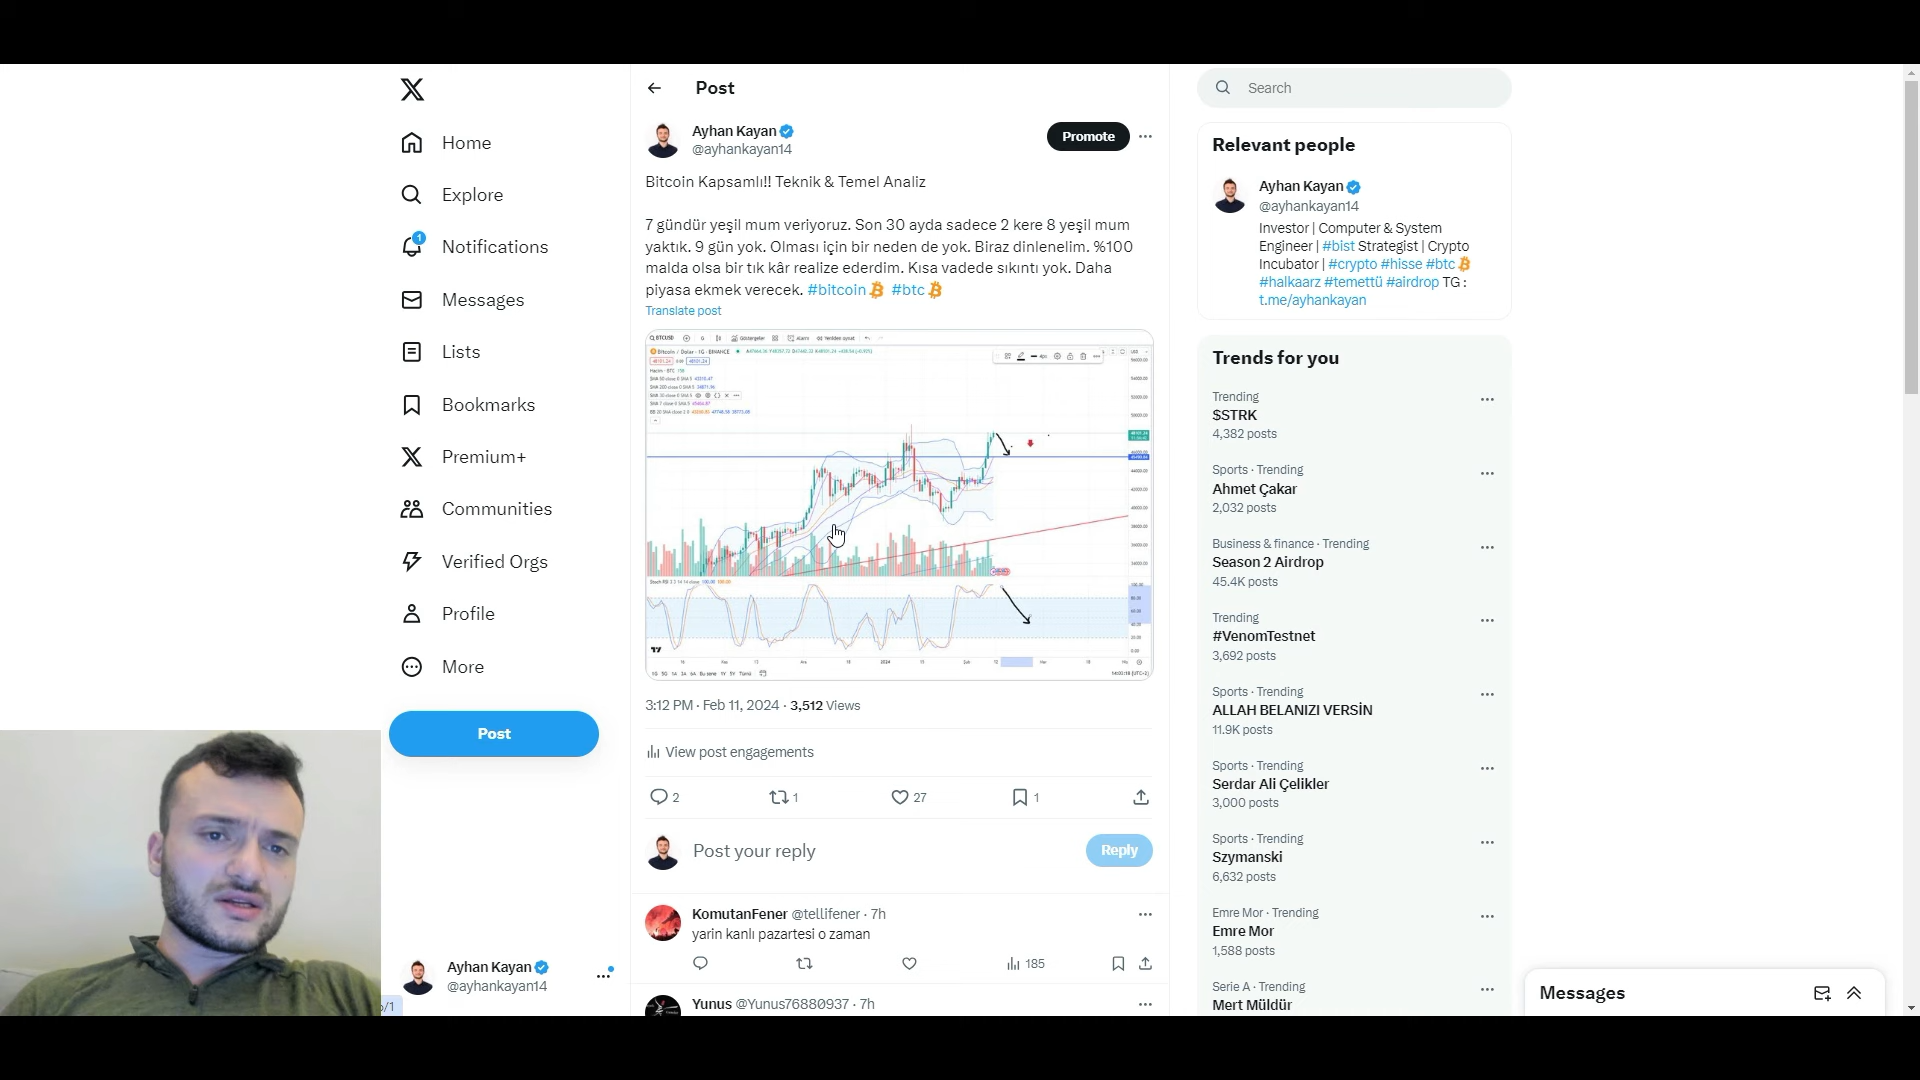 Home
Explore
1
Notifications
Messages
Lists
Bookmarks
Premium+
Communities
Verified Orgs
Profile
More
Post
Ayhan Kayan
@ayhankayan14
Post
Ayhan Kayan
@ayhankayan14
Promote
Bitcoin Kapsamlı!! Teknik & Temel Analiz
7 gündür yeşil mum veriyoruz. Son 30 ayda sadece 2 kere 8 yeşil mum
yaktık. 9 gün yok. Olması için bir neden de yok. Biraz dinlenelim. %100
malda olsa bir tık kâr realize ederdim. Kısa vadede sıkıntı yok. Daha
piyasa ekmek verecek. #bitcoin #btc
Translate post
BTCUSD
Göstergeler
Alarm
Yeniden oynat
Bitcoin / Dolar · 1G · BINANCE
3:12 PM · Feb 11, 2024 · 3,512 Views
View post engagements
2
1
27
1
Post your reply
Reply
KomutanFener @tellifener · 7h
yarin kanlı pazartesi o zaman
185
Yunus @Yunus76880937 · 7h
Search
Relevant people
Ayhan Kayan
@ayhankayan14
Investor | Computer & System
Engineer | #bist Strategist | Crypto
Incubator | #crypto #hisse #btc
#halkaarz #temettü #airdrop TG :
t.me/ayhankayan
Trends for you
Trending
$STRK
4,382 posts
Sports · Trending
Ahmet Çakar
2,032 posts
Business & finance · Trending
Season 2 Airdrop
45.4K posts
Trending
#VenomTestnet
3,692 posts
Sports · Trending
ALLAH BELANIZI VERSİN
11.9K posts
Sports · Trending
Serdar Ali Çelikler
3,000 posts
Sports · Trending
Szymanski
6,632 posts
Emre Mor · Trending
Emre Mor
1,588 posts
Serie A · Trending
Mert Müldür
Messages